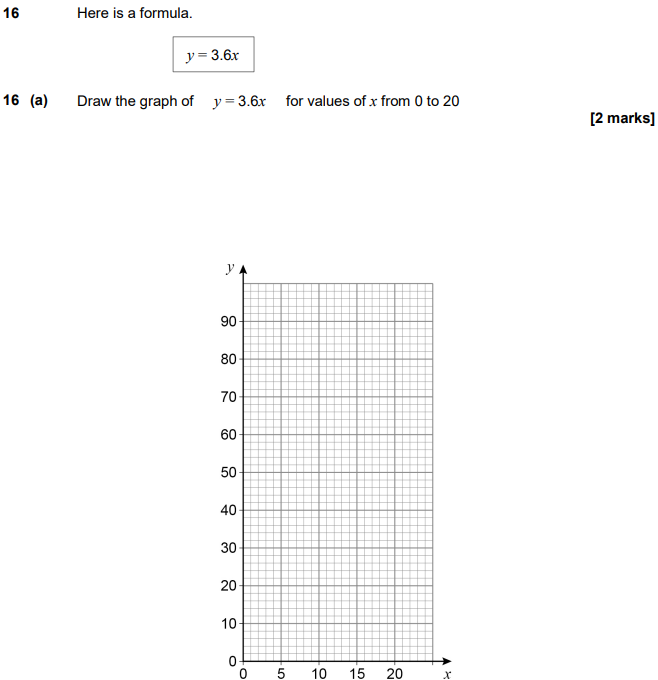 16 Here is a formula.
y = 3.6x
16 (a) Draw the graph of y = 3.6x for values of x from 0 to 20
[2 marks]
y
90
80
70
60
50
40
30
20
10
0
0 5 10 15 20 x